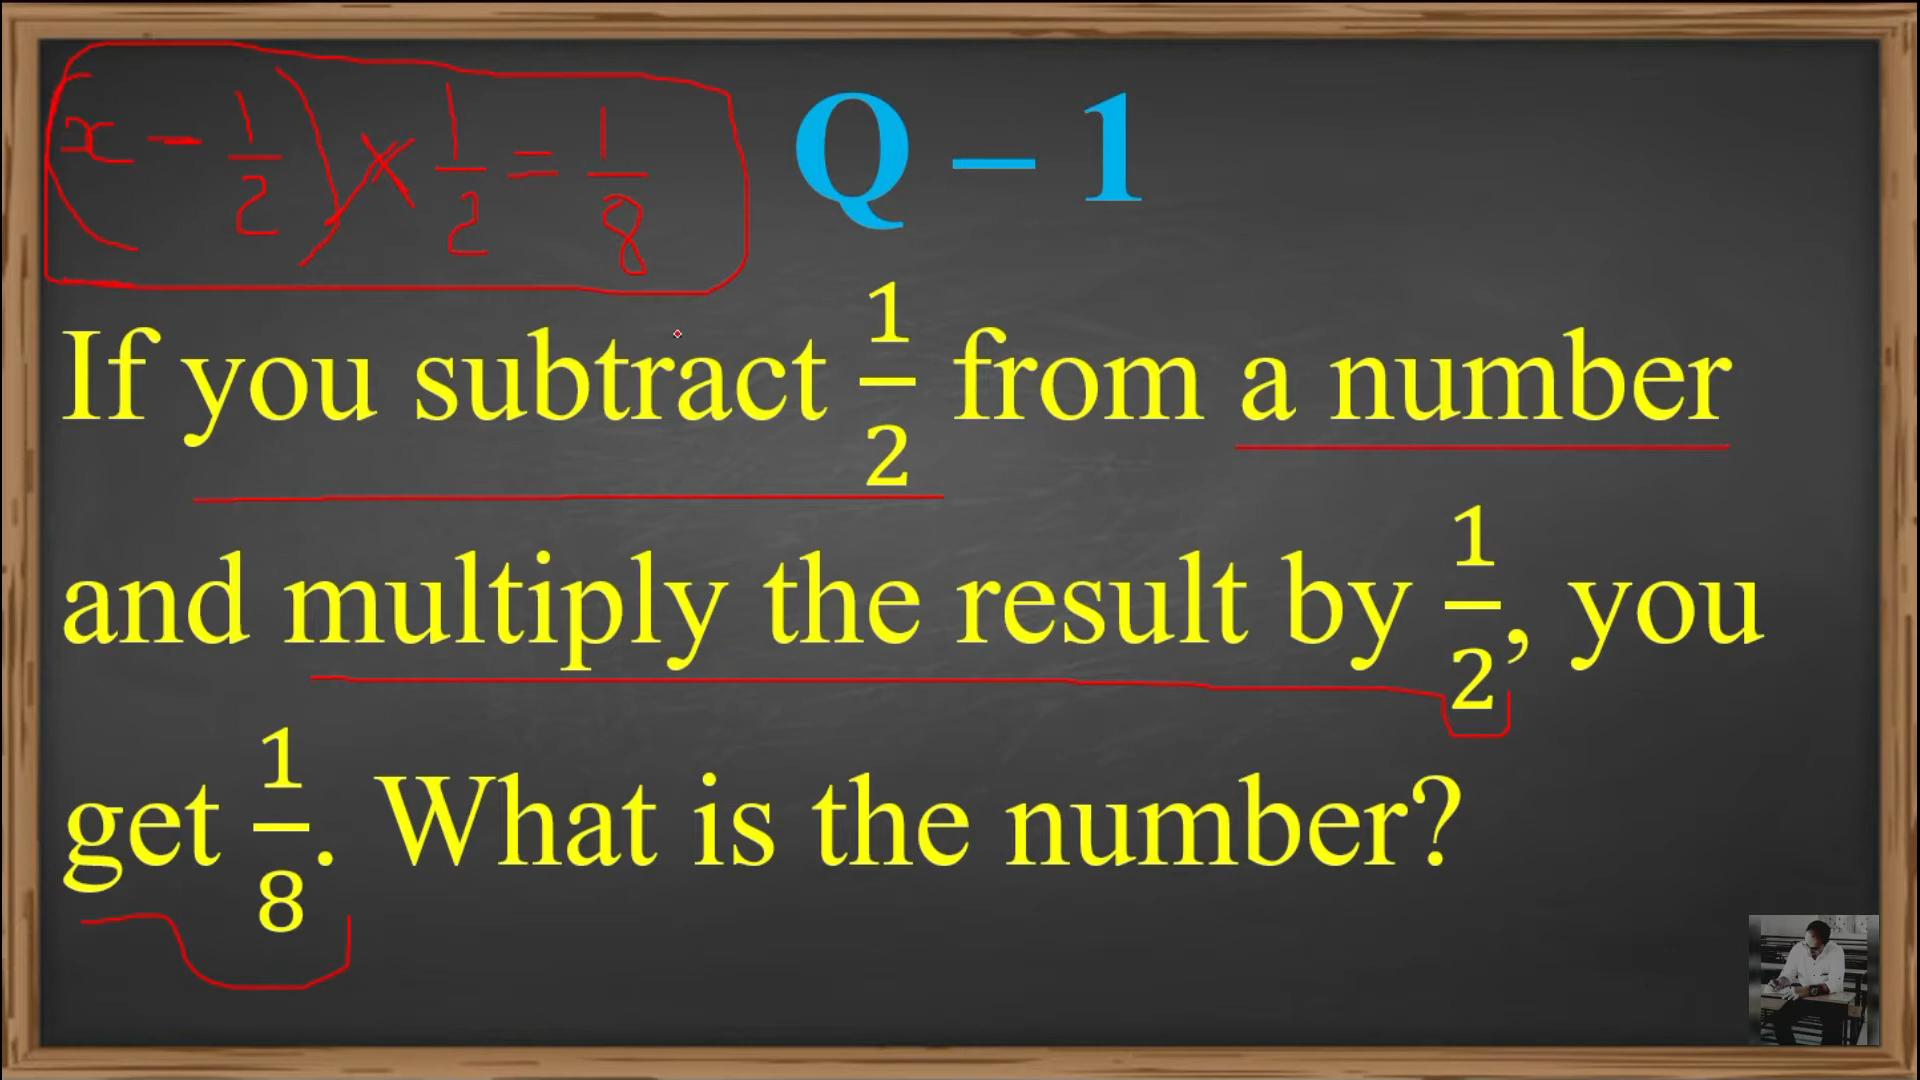 (x - 1/2) × 1/2 = 1/8
Q – 1
If you subtract 1/2 from a number
and multiply the result by 1/2, you
get 1/8. What is the number?